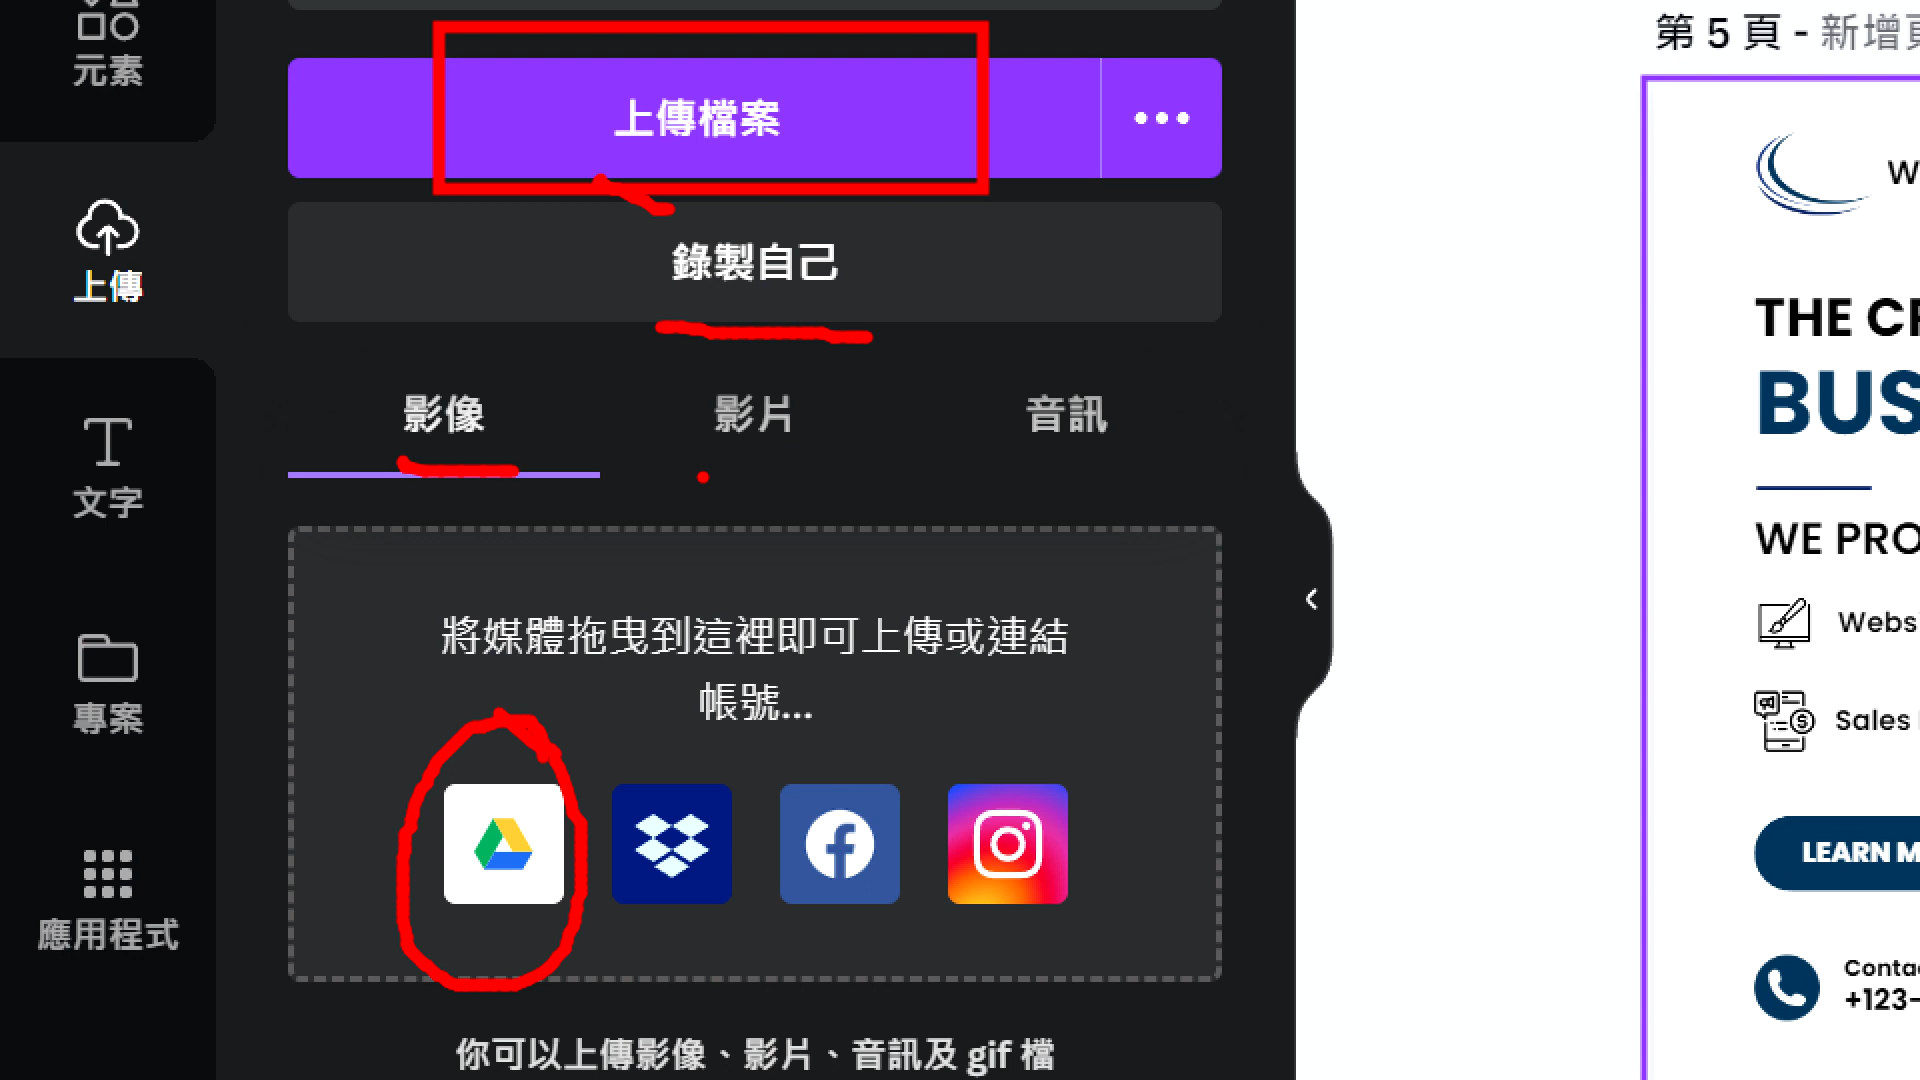 元素
上傳
文字
專案
應用程式
上傳檔案
錄製自己
影像 影片 音訊
將媒體拖曳到這裡即可上傳或連結
帳號...
你可以上傳影像、影片、音訊及 gif 檔
第 5 頁 - 新增
THE
BUS
WE PRO
Webs
Sales
LEARN
Conta
+123-